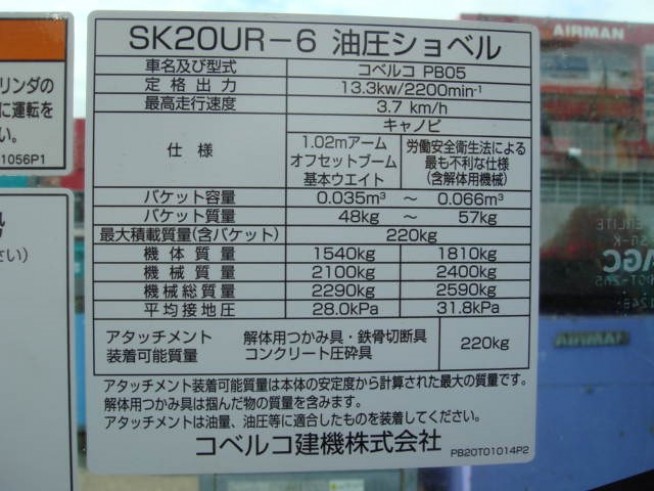 SK20UR-6 油圧ショベル
車名及び型式 コベルコ PB05
定格出力 13.3kw/2200min-1
最高走行速度 3.7 km/h
仕様 キャノピ
1.02mアーム オフセットブーム 基本ウエイト
労働安全衛生法による 最も不利な仕様 (含解体用機械)
バケット容量 0.035m³ ～ 0.066m³
バケット質量 48kg ～ 57kg
最大積載質量(含バケット) 220kg
機体質量 1540kg 1810kg
機械質量 2100kg 2400kg
機械総質量 2290kg 2590kg
平均接地圧 28.0kPa 31.8kPa
アタッチメント 解体用つかみ具・鉄骨切断具
装着可能質量 コンクリート圧砕具 220kg
アタッチメント装着可能質量は本体の安定度から計算された最大の質量です。
解体用つかみ具は掴んだ物の質量を含みます。
アタッチメントは油量、油圧等に適合したものを装着してください。
コベルコ建機株式会社 PB20T01014P2
リンダの
に運転を
い。
1056P1
さい)
AIRMAN
AGC
AIRMAN